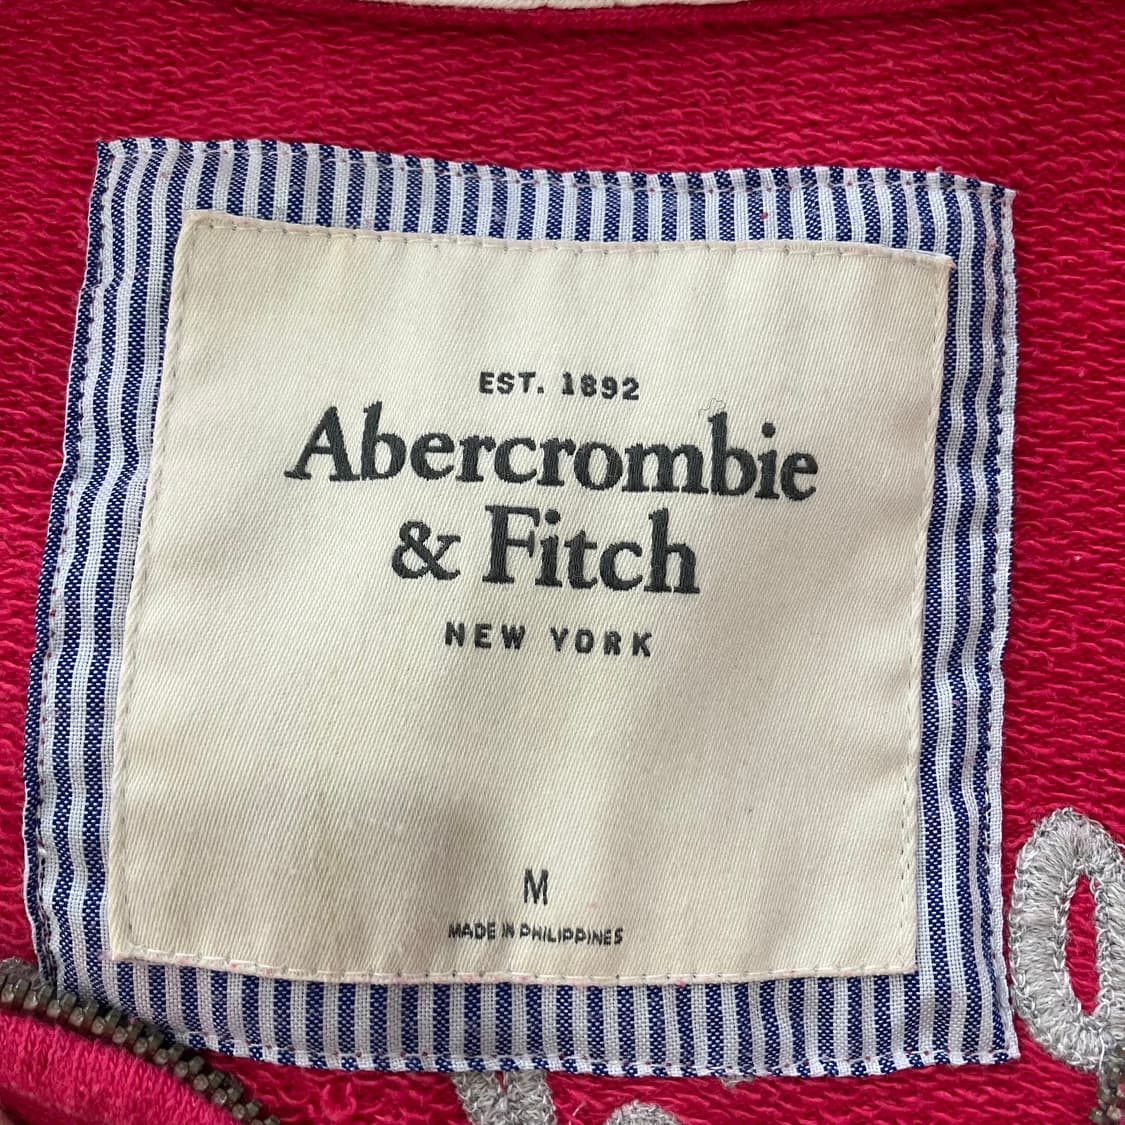 EST. 1892
Abercrombie
& Fitch
NEW YORK
M
MADE IN PHILIPPINES